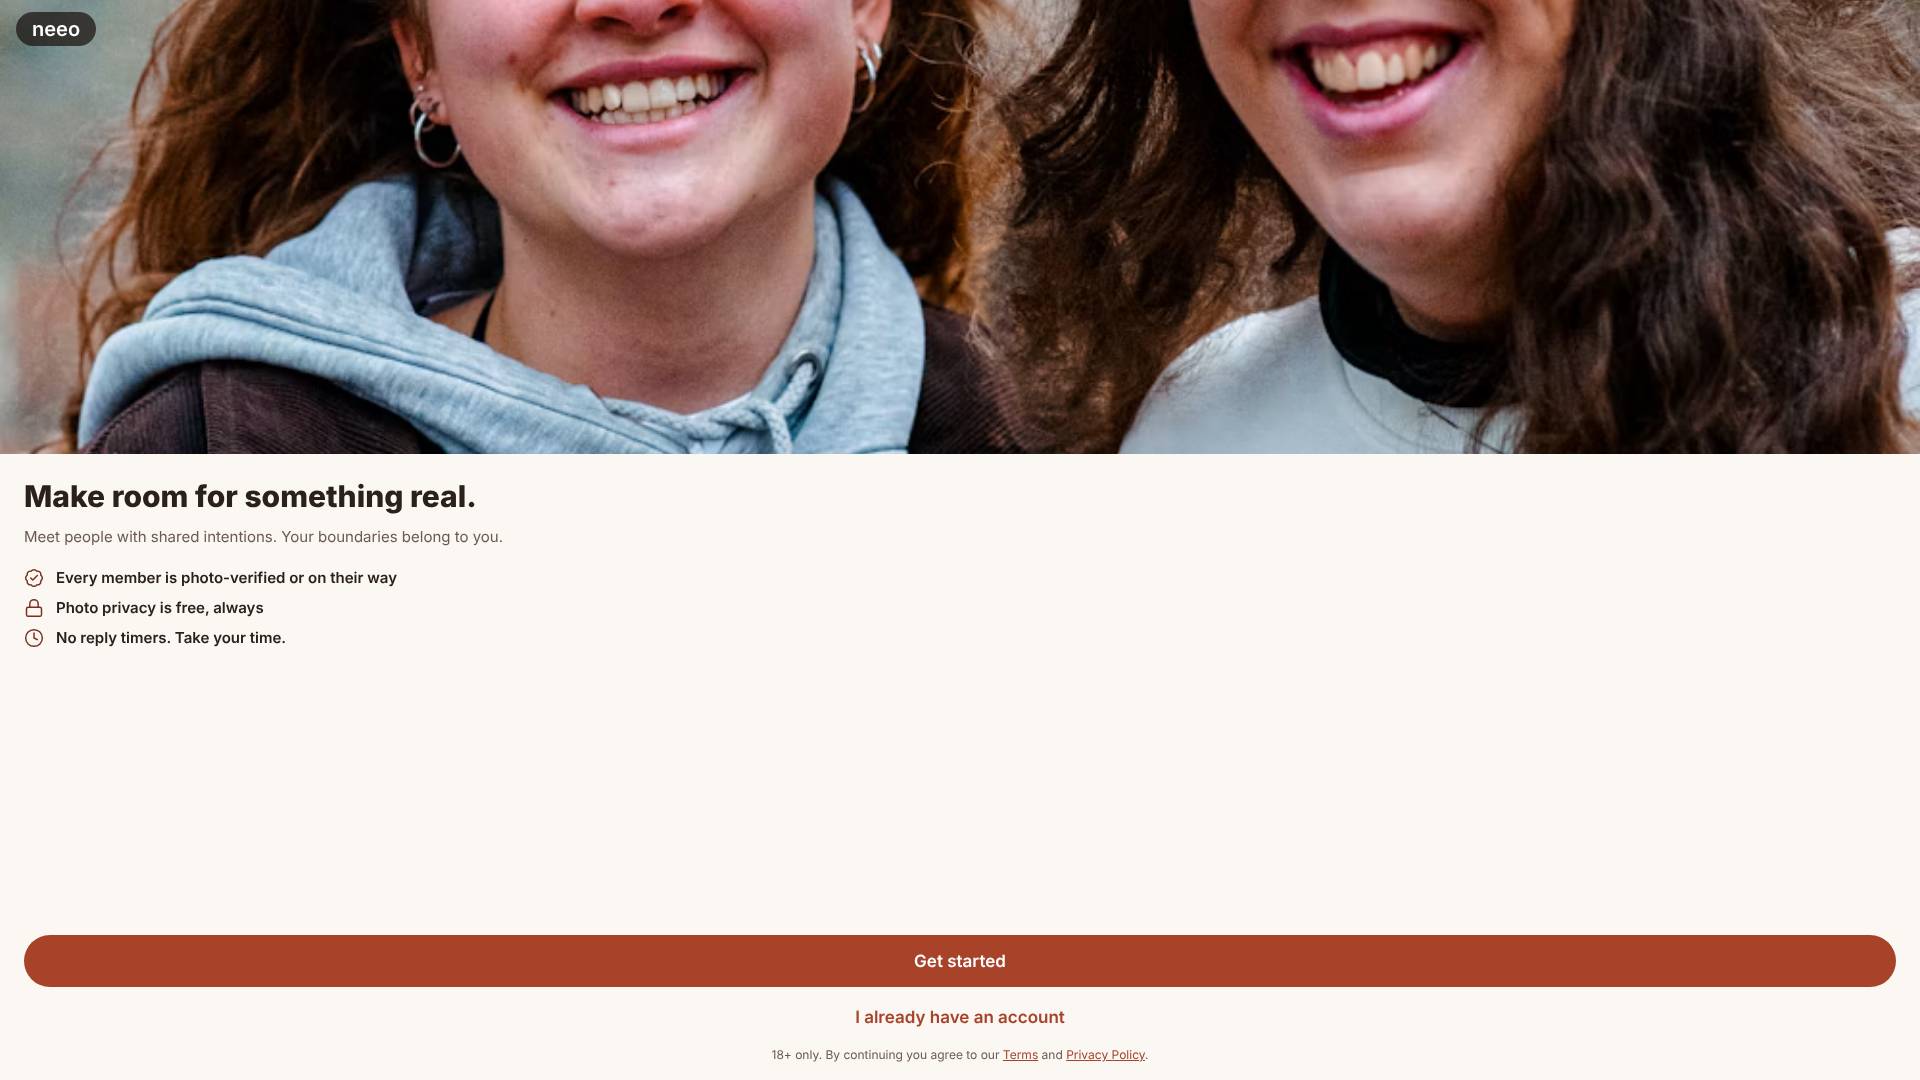 neeo
Make room for something real.
Meet people with shared intentions. Your boundaries belong to you.
Every member is photo-verified or on their way
Photo privacy is free, always
No reply timers. Take your time.
Get started
I already have an account
18+ only. By continuing you agree to our Terms and Privacy Policy.